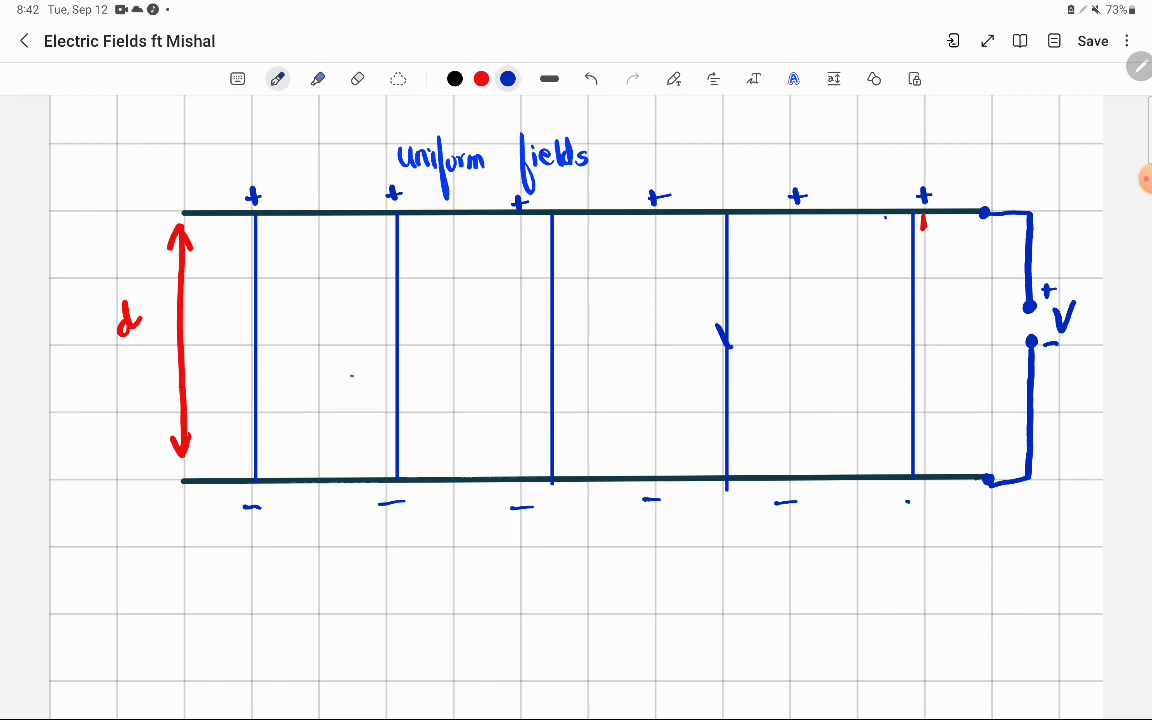 8:42 Tue, Sep 12
73%
Electric Fields ft Mishal
Save
uniform fields
+ + + + + +
d
+
V
-
- - - - -